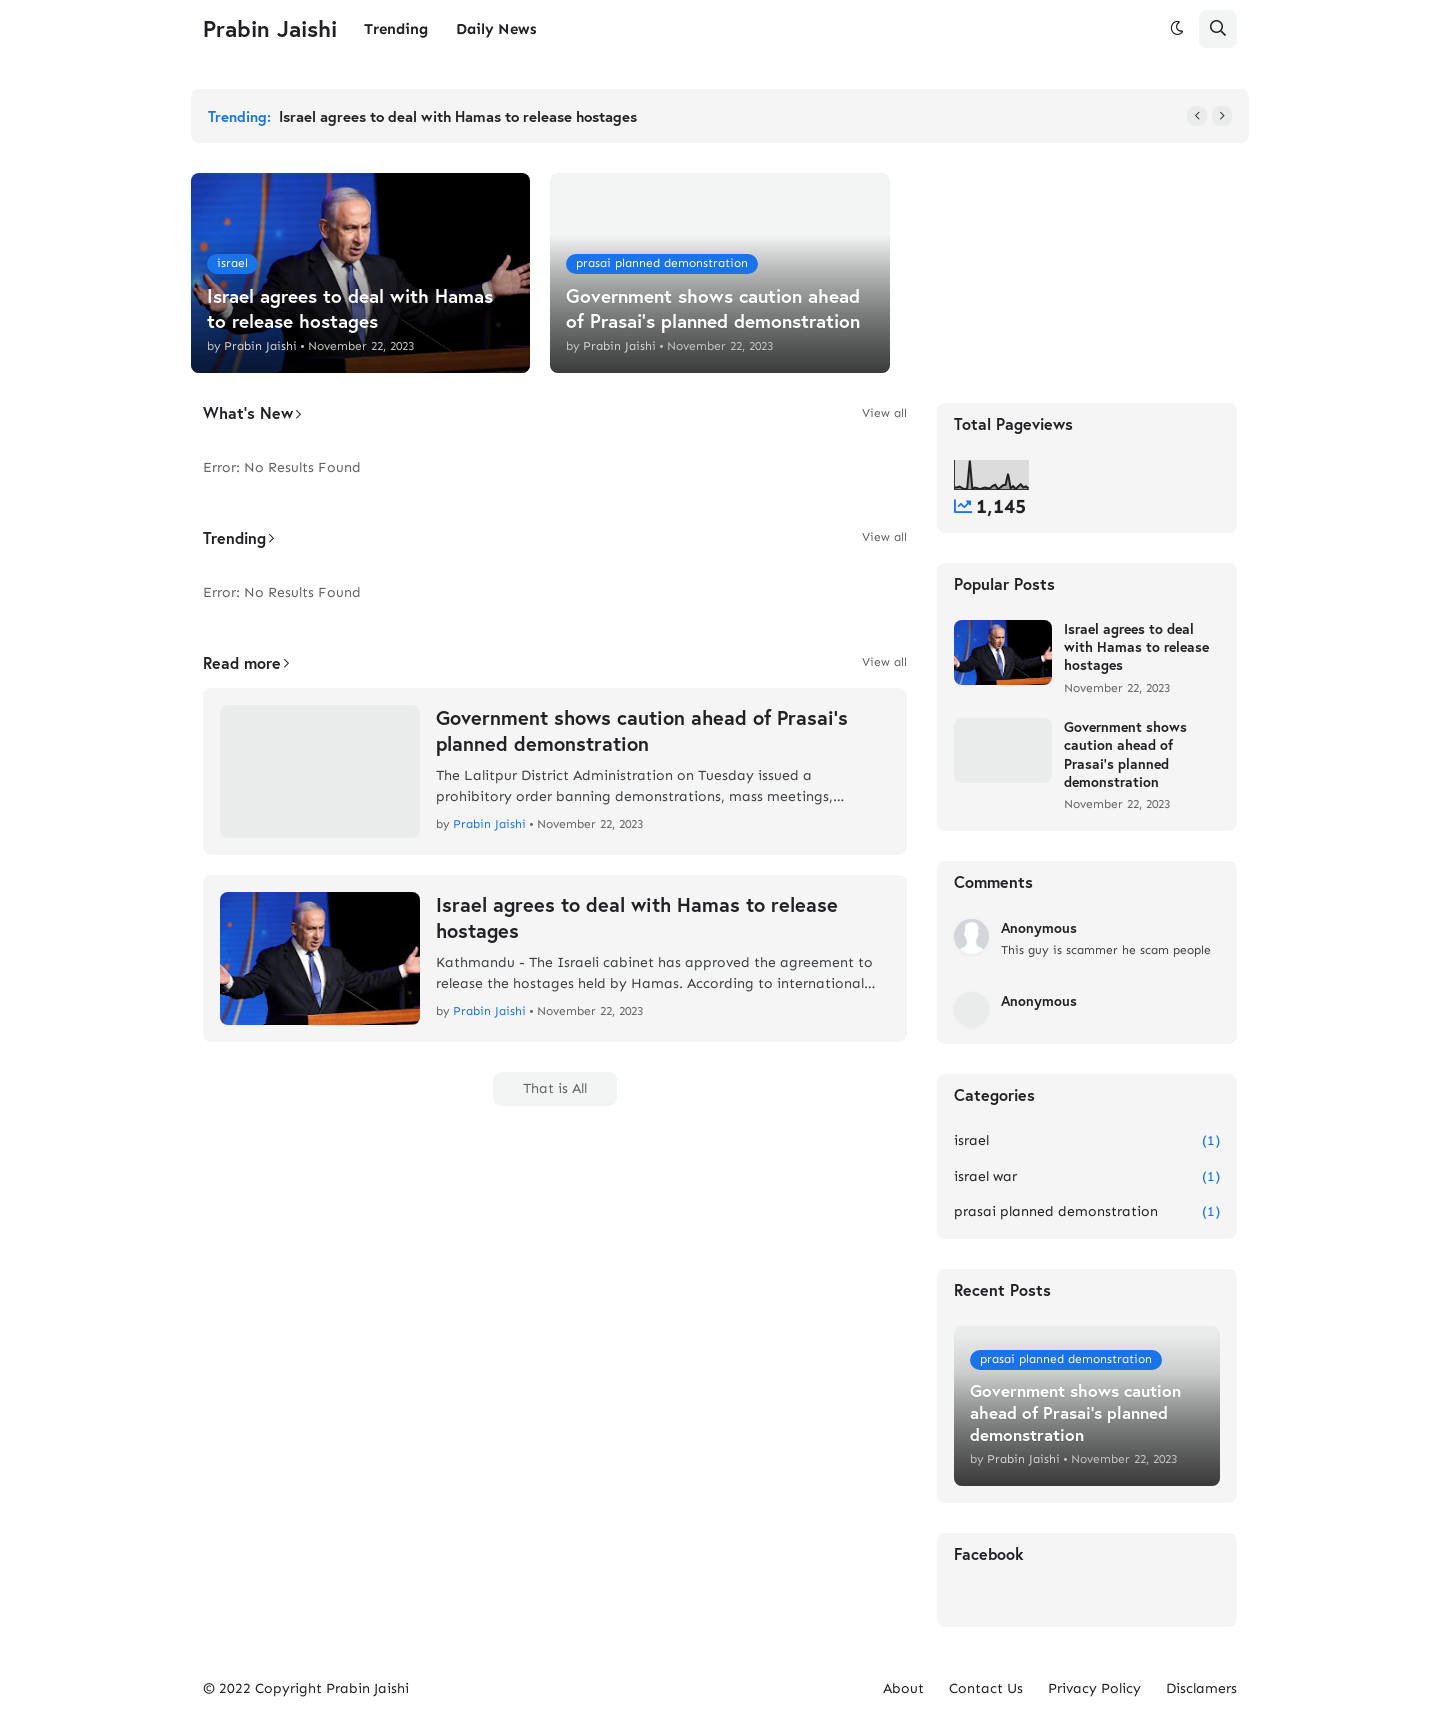 Prabin Jaishi
Trending
Daily News
Trending: Israel agrees to deal with Hamas to release hostages
israel
Israel agrees to deal with Hamas
to release hostages
by Prabin Jaishi • November 22, 2023
prasai planned demonstration
Government shows caution ahead
of Prasai's planned demonstration
by Prabin Jaishi • November 22, 2023
What's New
View all
Error: No Results Found
Trending
View all
Error: No Results Found
Read more
View all
Government shows caution ahead of Prasai's
planned demonstration
The Lalitpur District Administration on Tuesday issued a
prohibitory order banning demonstrations, mass meetings,...
by Prabin Jaishi • November 22, 2023
Israel agrees to deal with Hamas to release
hostages
Kathmandu - The Israeli cabinet has approved the agreement to
release the hostages held by Hamas. According to international...
by Prabin Jaishi • November 22, 2023
That is All
Total Pageviews
1,145
Popular Posts
Israel agrees to deal
with Hamas to release
hostages
November 22, 2023
Government shows
caution ahead of
Prasai's planned
demonstration
November 22, 2023
Comments
Anonymous
This guy is scammer he scam people
Anonymous
Categories
israel (1)
israel war (1)
prasai planned demonstration (1)
Recent Posts
prasai planned demonstration
Government shows caution
ahead of Prasai's planned
demonstration
by Prabin Jaishi • November 22, 2023
Facebook
© 2022 Copyright Prabin Jaishi
About
Contact Us
Privacy Policy
Disclamers